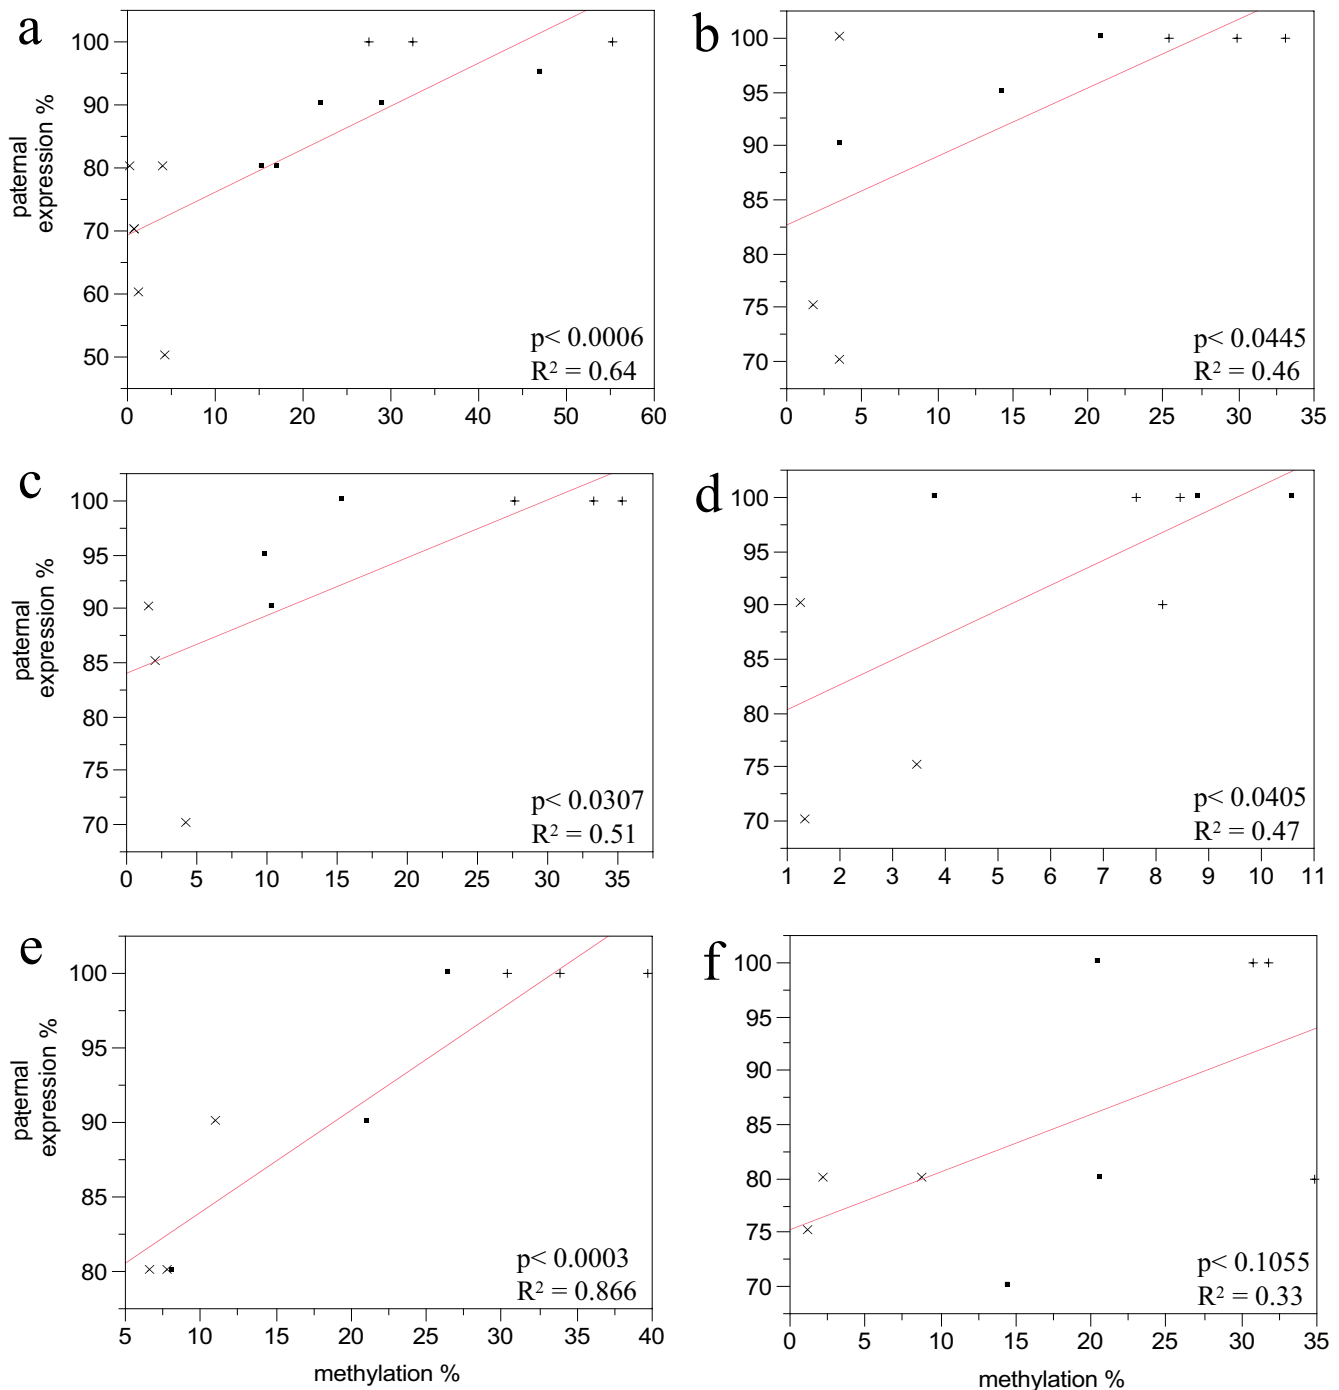 a
paternal
expression %
100
90
80
70
60
50
p< 0.0006
R² = 0.64
0 10 20 30 40 50 60
b
100
95
90
85
80
75
70
p< 0.0445
R² = 0.46
0 5 10 15 20 25 30 35
c
paternal
expression %
100
95
90
85
80
75
70
p< 0.0307
R² = 0.51
0 5 10 15 20 25 30 35
d
100
95
90
85
80
75
70
p< 0.0405
R² = 0.47
1 2 3 4 5 6 7 8 9 10 11
e
paternal
expression %
100
95
90
85
80
p< 0.0003
R² = 0.866
5 10 15 20 25 30 35 40
methylation %
f
100
95
90
85
80
75
70
p< 0.1055
R² = 0.33
0 5 10 15 20 25 30 35
methylation %